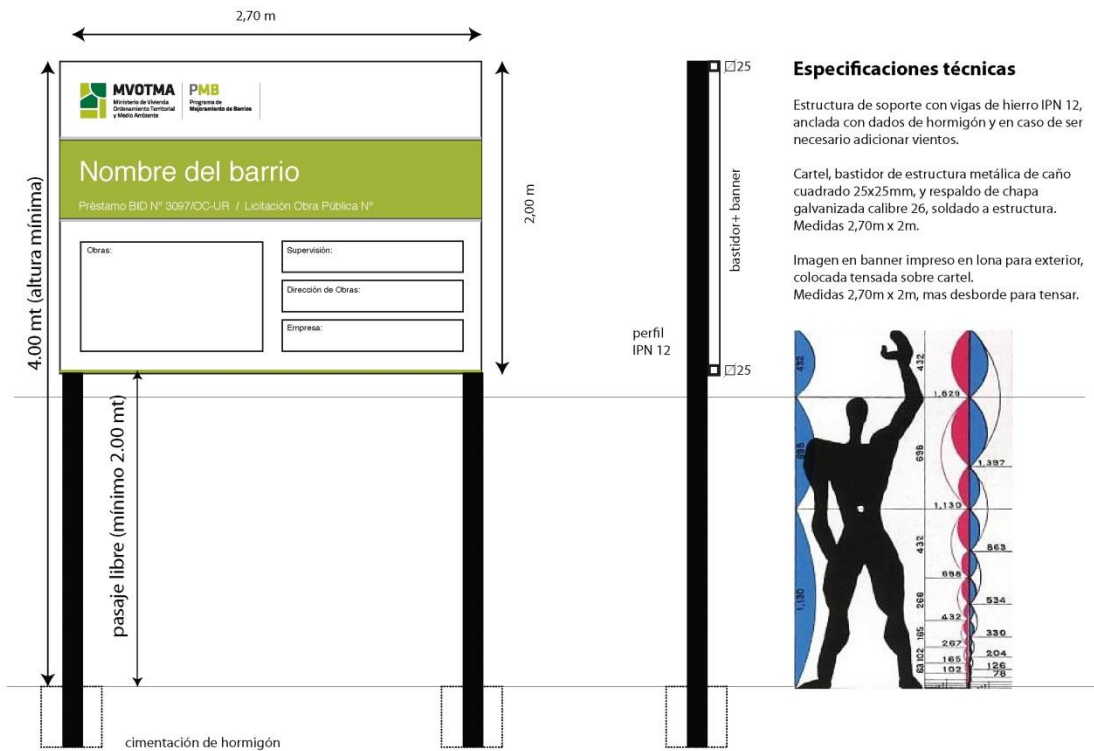 2,70 m
MVOTMA
Ministerio de Vivienda
Ordenamiento Territorial
y Medio Ambiente
PMB
Programa de
Mejoramiento de Barrios
Nombre del barrio
Préstamo BID Nº 3097/OC-UR / Licitación Obra Pública Nº
Obras:
Supervisión:
Dirección de Obras:
Empresa:
4.00 mt (altura mínima)
pasaje libre (mínimo 2.00 mt)
2,00 m
cimentación de hormigón
25
bastidor+ banner
25
perfil
IPN 12
Especificaciones técnicas
Estructura de soporte con vigas de hierro IPN 12,
anclada con dados de hormigón y en caso de ser
necesario adicionar vientos.
Cartel, bastidor de estructura metálica de caño
cuadrado 25x25mm, y respaldo de chapa
galvanizada calibre 26, soldado a estructura.
Medidas 2,70m x 2m.
Imagen en banner impreso en lona para exterior,
colocada tensada sobre cartel.
Medidas 2,70m x 2m, mas desborde para tensar.
432
698
1,130
432
698
432
268
165
102
63
1,829
1,130
698
432
267
165
102
1,397
863
534
330
204
126
78